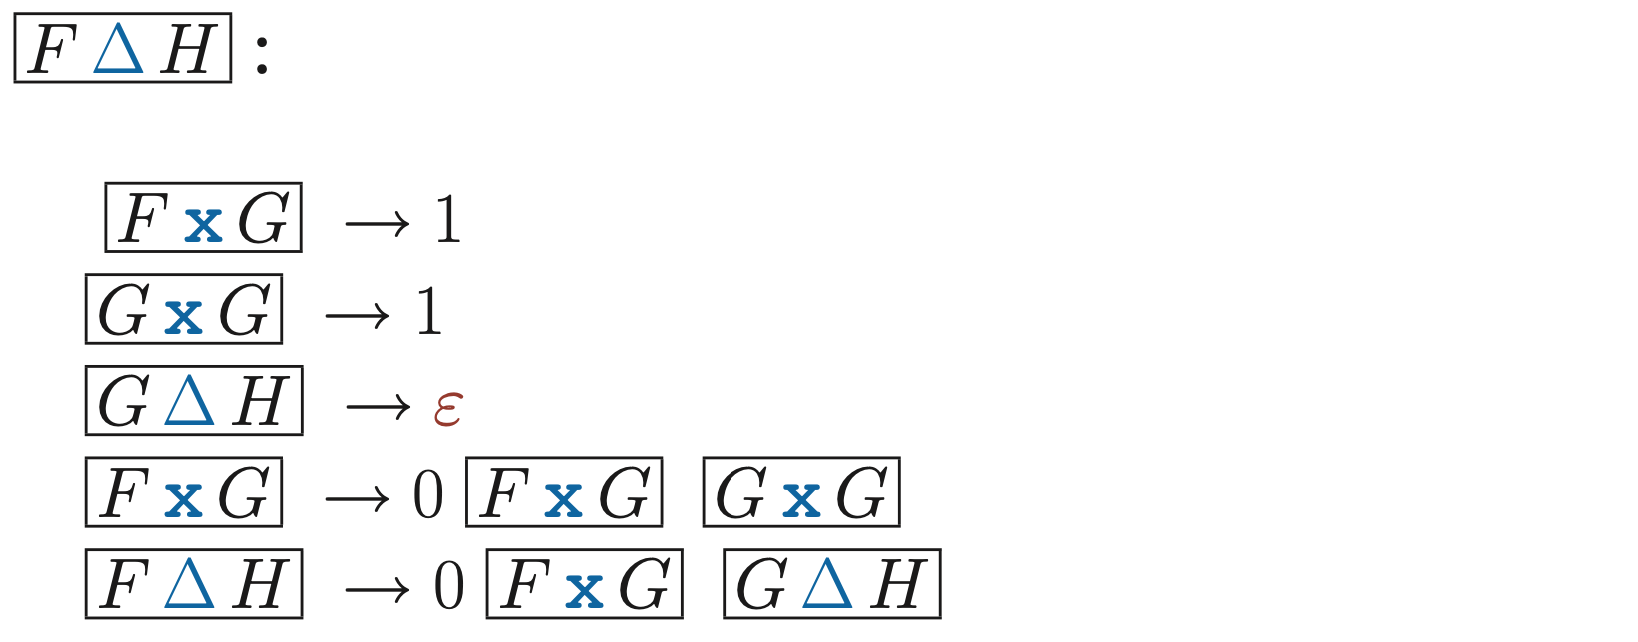 F Δ H :
F x G → 1
G x G → 1
G Δ H → ε
F x G → 0 F x G G x G
F Δ H → 0 F x G G Δ H